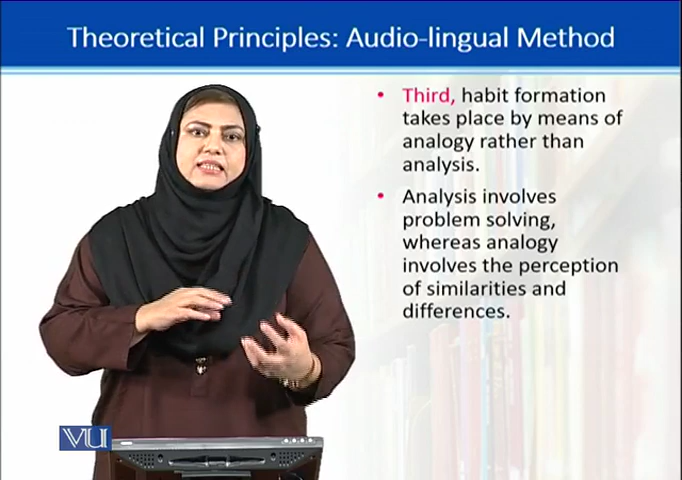 Theoretical Principles: Audio-lingual Method
• Third, habit formation
takes place by means of
analogy rather than
analysis.
• Analysis involves
problem solving,
whereas analogy
involves the perception
of similarities and
differences.
VU